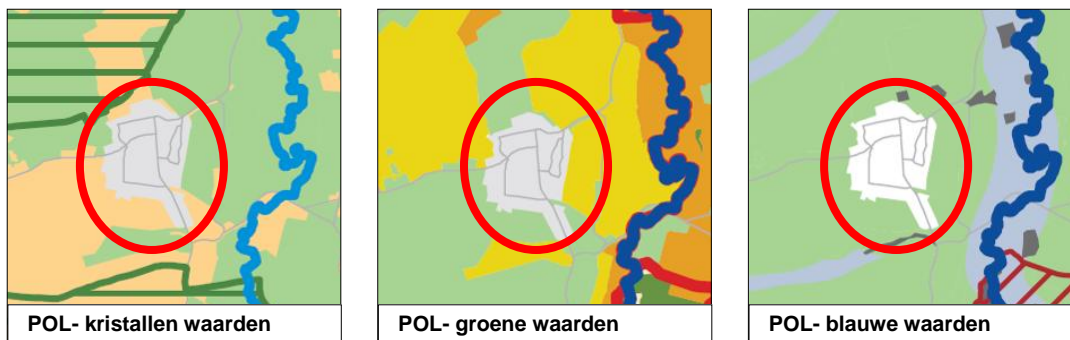 POL- kristallen waarden
POL- groene waarden
POL- blauwe waarden